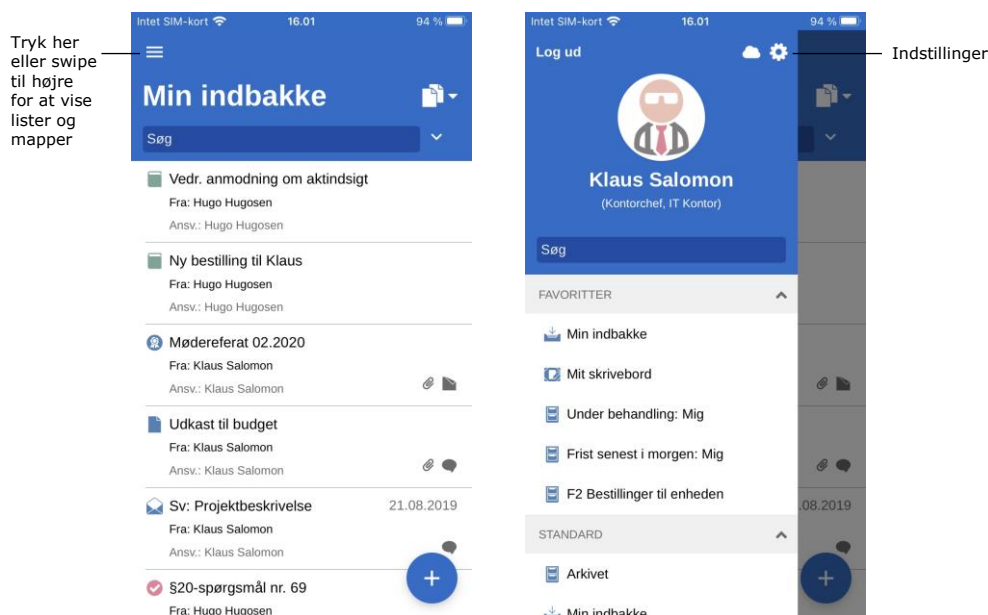 Tryk her
eller swipe
til højre
for at vise
lister og
mapper
Intet SIM-kort 16.01 94 %
Min indbakke
Søg
Vedr. anmodning om aktindsigt
Fra: Hugo Hugosen
Ansv.: Hugo Hugosen
Ny bestilling til Klaus
Fra: Hugo Hugosen
Ansv.: Hugo Hugosen
Mødereferat 02.2020
Fra: Klaus Salomon
Ansv.: Klaus Salomon
Udkast til budget
Fra: Klaus Salomon
Ansv.: Klaus Salomon
Sv: Projektbeskrivelse 21.08.2019
Fra: Klaus Salomon
Ansv.: Klaus Salomon
§20-spørgsmål nr. 69
Fra: Hugo Hugosen
+
Intet SIM-kort 16.01 94 %
Log ud
Indstillinger
Klaus Salomon
(Kontorchef, IT Kontor)
Søg
FAVORITTER
Min indbakke
Mit skrivebord
Under behandling: Mig
Frist senest i morgen: Mig
F2 Bestillinger til enheden
.08.2019
STANDARD
Arkivet
+
Min indbakke